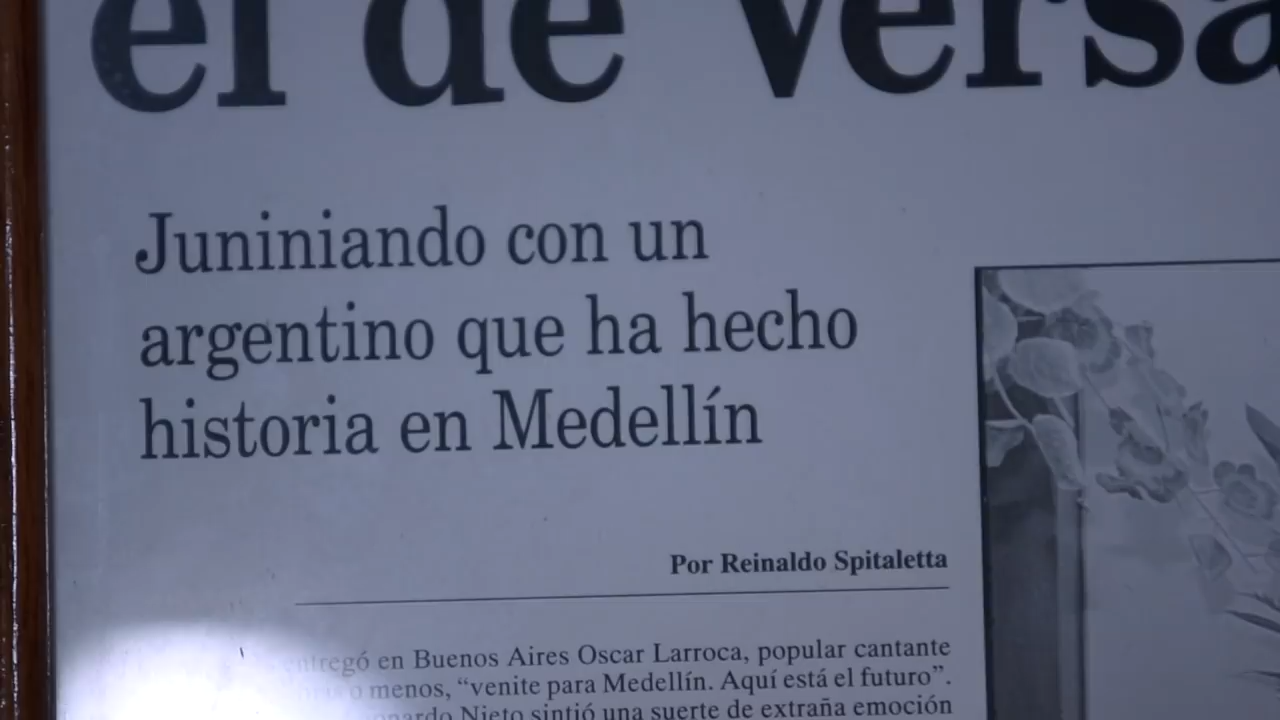 el de Versa
Juniniando con un
argentino que ha hecho
historia en Medellín
Por Reinaldo Spitaletta
entregó en Buenos Aires Oscar Larroca, popular cantante
o menos, “venite para Medellín. Aquí está el futuro”.
Nieto sintió una suerte de extraña emoción